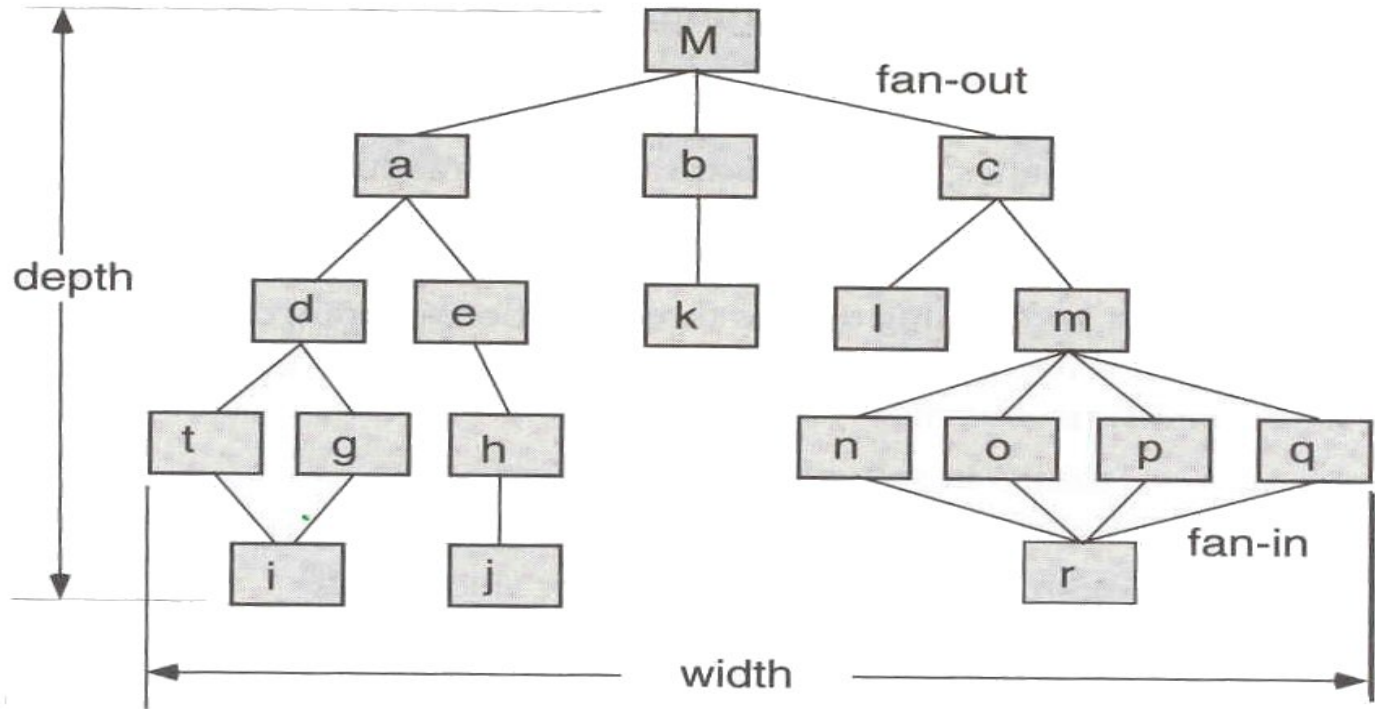 M
fan-out
a b c
depth
d e k l m
t g h n o p q
fan-in
i j r
width